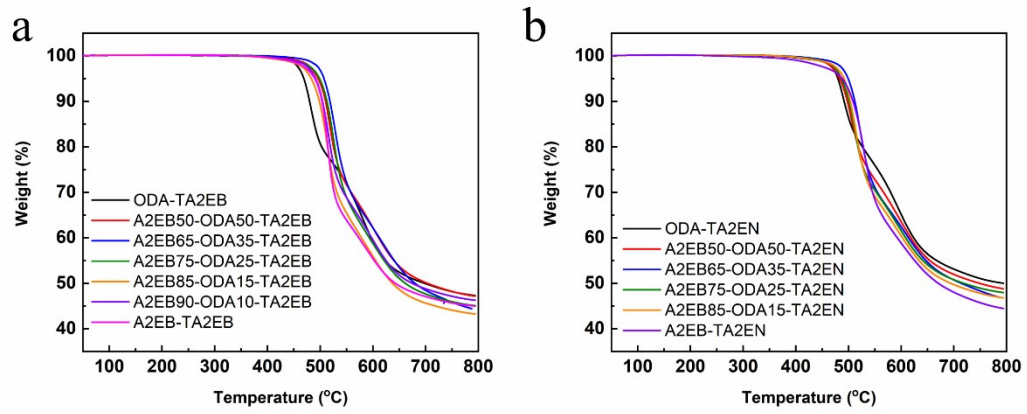 a
100
90
80
70
60
50
40
Weight (%)
ODA-TA2EB
A2EB50-ODA50-TA2EB
A2EB65-ODA35-TA2EB
A2EB75-ODA25-TA2EB
A2EB85-ODA15-TA2EB
A2EB90-ODA10-TA2EB
A2EB-TA2EB
100 200 300 400 500 600 700 800
Temperature (°C)
b
100
90
80
70
60
50
40
Weight (%)
ODA-TA2EN
A2EB50-ODA50-TA2EN
A2EB65-ODA35-TA2EN
A2EB75-ODA25-TA2EN
A2EB85-ODA15-TA2EN
A2EB-TA2EN
100 200 300 400 500 600 700 800
Temperature (°C)